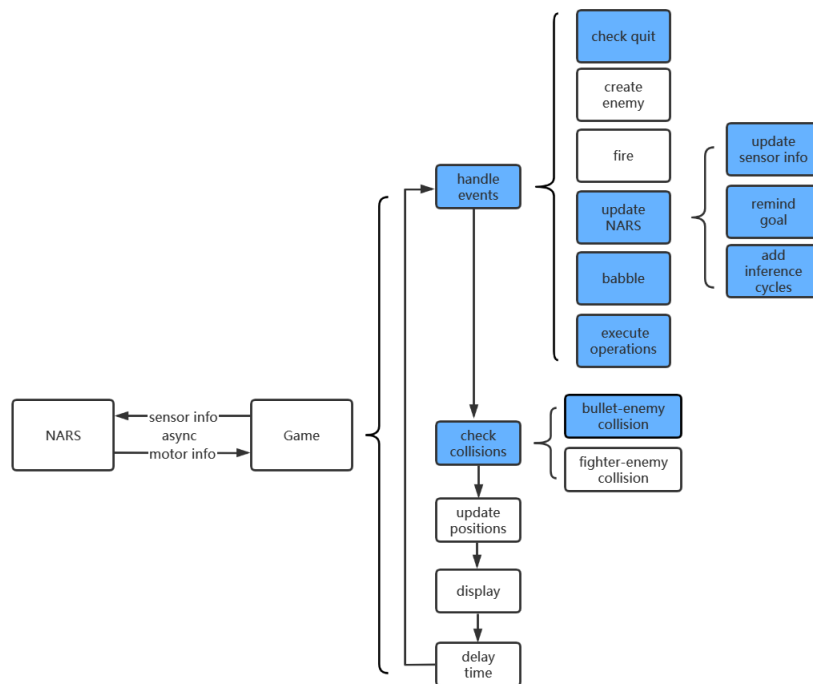 check quit
create
enemy
fire
update
NARS
babble
execute
operations
update
sensor info
remind
goal
add
inference
cycles
handle
events
NARS
sensor info
async
motor info
Game
check
collisions
bullet-enemy
collision
fighter-enemy
collision
update
positions
display
delay
time